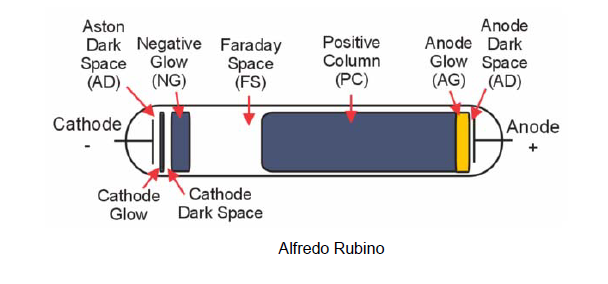 Aston
Dark
Space
(AD)
Negative
Glow
(NG)
Faraday
Space
(FS)
Positive
Column
(PC)
Anode
Glow
(AG)
Anode
Dark
Space
(AD)
Cathode
-
Anode
+
Cathode
Glow
Cathode
Dark Space
Alfredo Rubino